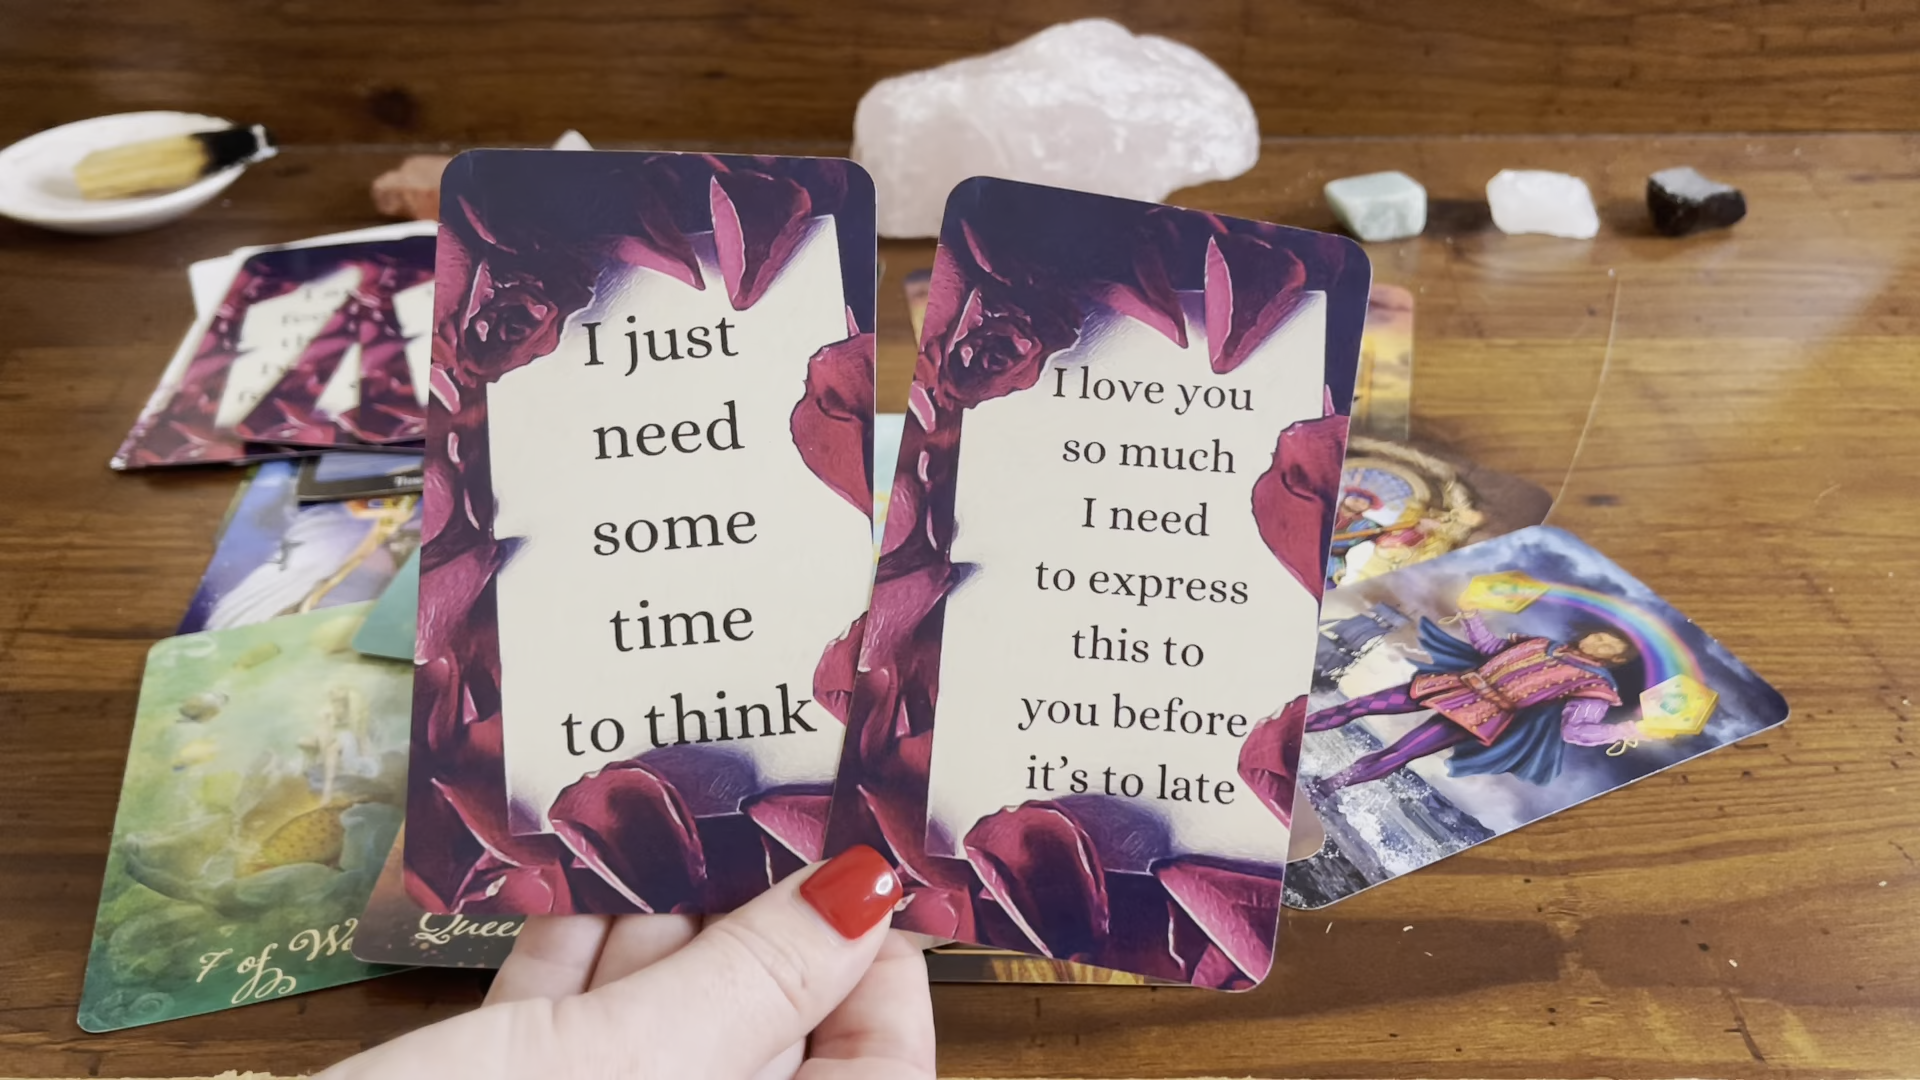 I just
need
some
time
to think
I love you
so much
I need
to express
this to
you before
it's to late
7 of